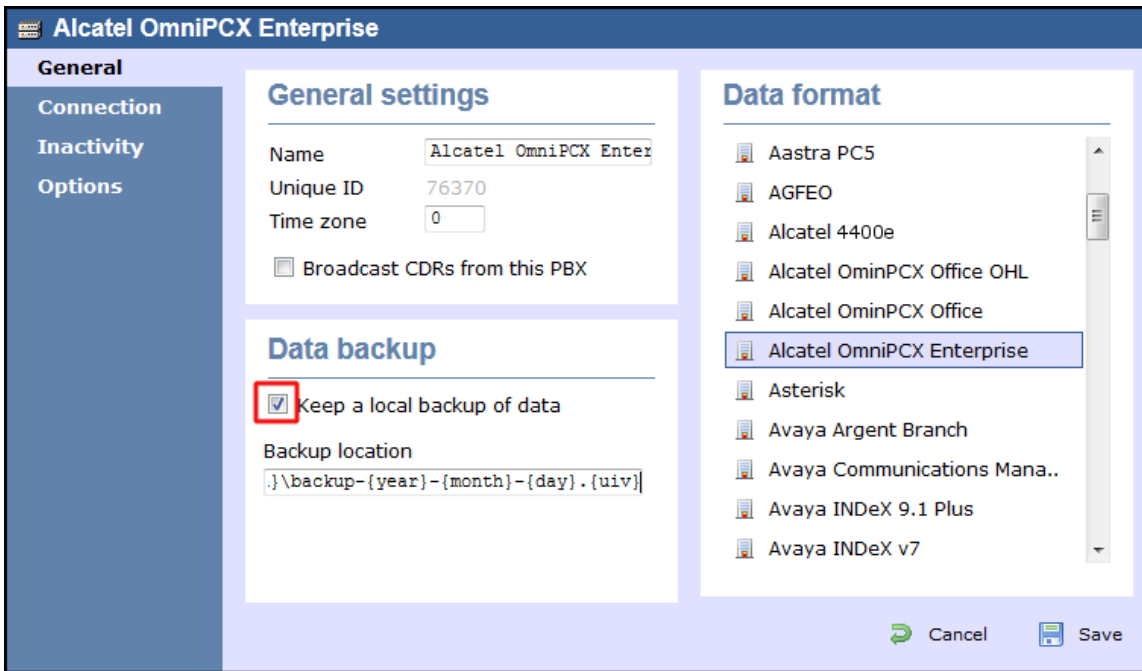 Alcatel OmniPCX Enterprise
General
Connection
Inactivity
Options
General settings
Name Alcatel OmniPCX Enter
Unique ID 76370
Time zone 0
Broadcast CDRs from this PBX
Data backup
Keep a local backup of data
Backup location
.}\backup-{year}-{month}-{day}.{uiv}
Data format
Aastra PC5
AGFEO
Alcatel 4400e
Alcatel OminPCX Office OHL
Alcatel OminPCX Office
Alcatel OmniPCX Enterprise
Asterisk
Avaya Argent Branch
Avaya Communications Mana..
Avaya INDeX 9.1 Plus
Avaya INDeX v7
Cancel Save